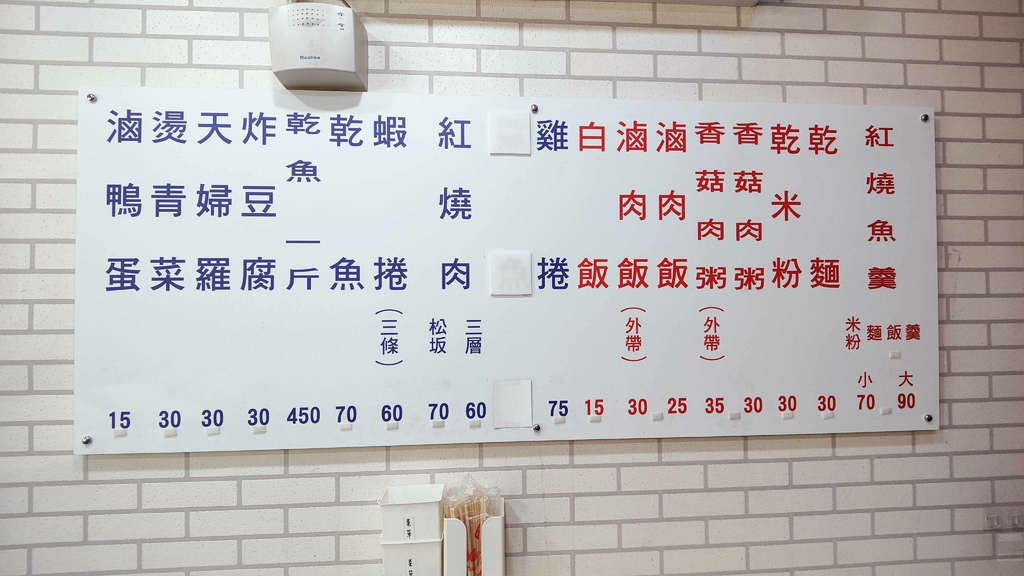 紅燒魚羹
羹 飯 麵 米粉
大 小
90 70
乾麵
30
乾米粉
30
香菇肉粥
30
香菇肉粥
(外帶)
35
滷肉飯
25
滷肉飯
(外帶)
30
白飯
15
雞捲
75
紅燒肉
三層 松坂
60 70
蝦捲
(三條)
60
乾魚
70
乾魚一斤
450
炸豆腐
30
天婦羅
30
燙青菜
30
滷鴨蛋
15